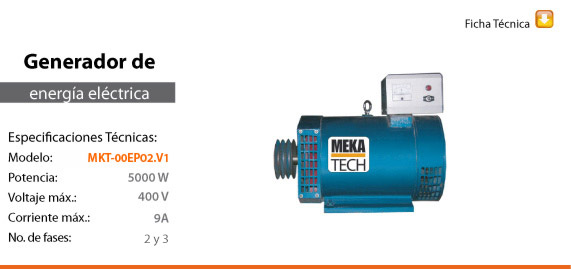 Ficha Técnica
Generador de
energía eléctrica
Especificaciones Técnicas:
Modelo: MKT-00EP02.V1
Potencia: 5000 W
Voltaje máx.: 400 V
Corriente máx.: 9A
No. de fases: 2 y 3
MEKA
TECH